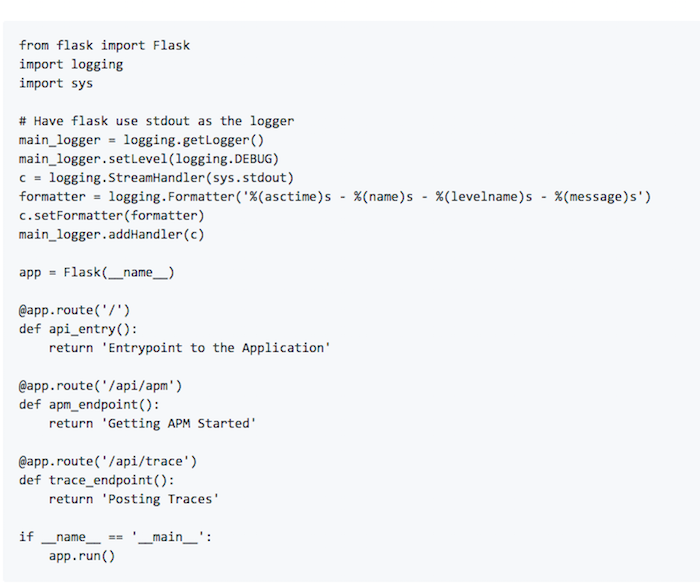 from flask import Flask
import logging
import sys

# Have flask use stdout as the logger
main_logger = logging.getLogger()
main_logger.setLevel(logging.DEBUG)
c = logging.StreamHandler(sys.stdout)
formatter = logging.Formatter('%(asctime)s - %(name)s - %(levelname)s - %(message)s')
c.setFormatter(formatter)
main_logger.addHandler(c)

app = Flask(__name__)

@app.route('/')
def api_entry():
    return 'Entrypoint to the Application'

@app.route('/api/apm')
def apm_endpoint():
    return 'Getting APM Started'

@app.route('/api/trace')
def trace_endpoint():
    return 'Posting Traces'

if __name__ == '__main__':
    app.run()